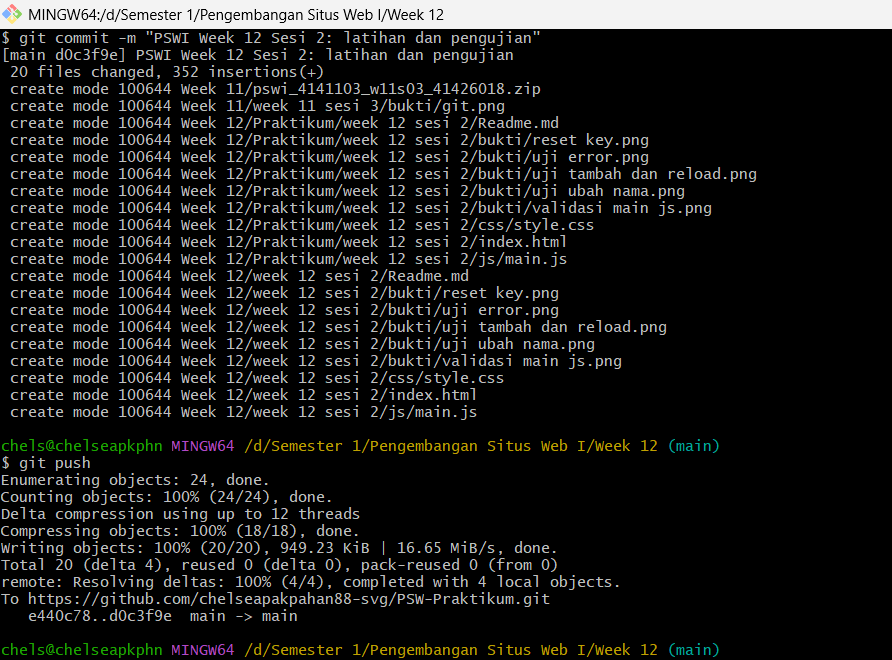 MINGW64:/d/Semester 1/Pengembangan Situs Web I/Week 12
$ git commit -m "PSWI Week 12 Sesi 2: latihan dan pengujian"
[main d0c3f9e] PSWI Week 12 Sesi 2: latihan dan pengujian
 20 files changed, 352 insertions(+)
 create mode 100644 Week 11/pswi_4141103_w11s03_41426018.zip
 create mode 100644 Week 11/week 11 sesi 3/bukti/git.png
 create mode 100644 Week 12/Praktikum/week 12 sesi 2/Readme.md
 create mode 100644 Week 12/Praktikum/week 12 sesi 2/bukti/reset key.png
 create mode 100644 Week 12/Praktikum/week 12 sesi 2/bukti/uji error.png
 create mode 100644 Week 12/Praktikum/week 12 sesi 2/bukti/uji tambah dan reload.png
 create mode 100644 Week 12/Praktikum/week 12 sesi 2/bukti/uji ubah nama.png
 create mode 100644 Week 12/Praktikum/week 12 sesi 2/bukti/validasi main js.png
 create mode 100644 Week 12/Praktikum/week 12 sesi 2/css/style.css
 create mode 100644 Week 12/Praktikum/week 12 sesi 2/index.html
 create mode 100644 Week 12/Praktikum/week 12 sesi 2/js/main.js
 create mode 100644 Week 12/week 12 sesi 2/Readme.md
 create mode 100644 Week 12/week 12 sesi 2/bukti/reset key.png
 create mode 100644 Week 12/week 12 sesi 2/bukti/uji error.png
 create mode 100644 Week 12/week 12 sesi 2/bukti/uji tambah dan reload.png
 create mode 100644 Week 12/week 12 sesi 2/bukti/uji ubah nama.png
 create mode 100644 Week 12/week 12 sesi 2/bukti/validasi main js.png
 create mode 100644 Week 12/week 12 sesi 2/css/style.css
 create mode 100644 Week 12/week 12 sesi 2/index.html
 create mode 100644 Week 12/week 12 sesi 2/js/main.js
chels@chelseapkphn MINGW64 /d/Semester 1/Pengembangan Situs Web I/Week 12 (main)
$ git push
Enumerating objects: 24, done.
Counting objects: 100% (24/24), done.
Delta compression using up to 12 threads
Compressing objects: 100% (18/18), done.
Writing objects: 100% (20/20), 949.23 KiB | 16.65 MiB/s, done.
Total 20 (delta 4), reused 0 (delta 0), pack-reused 0 (from 0)
remote: Resolving deltas: 100% (4/4), completed with 4 local objects.
To https://github.com/chelseapakpahan88-svg/PSW-Praktikum.git
   e440c78..d0c3f9e  main -> main
chels@chelseapkphn MINGW64 /d/Semester 1/Pengembangan Situs Web I/Week 12 (main)